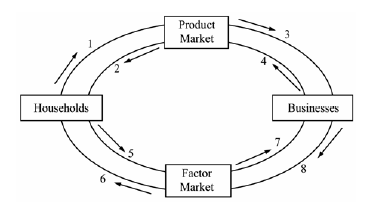 Product
Market
1
3
2
4
Households
Businesses
5
7
6
Factor
Market
8